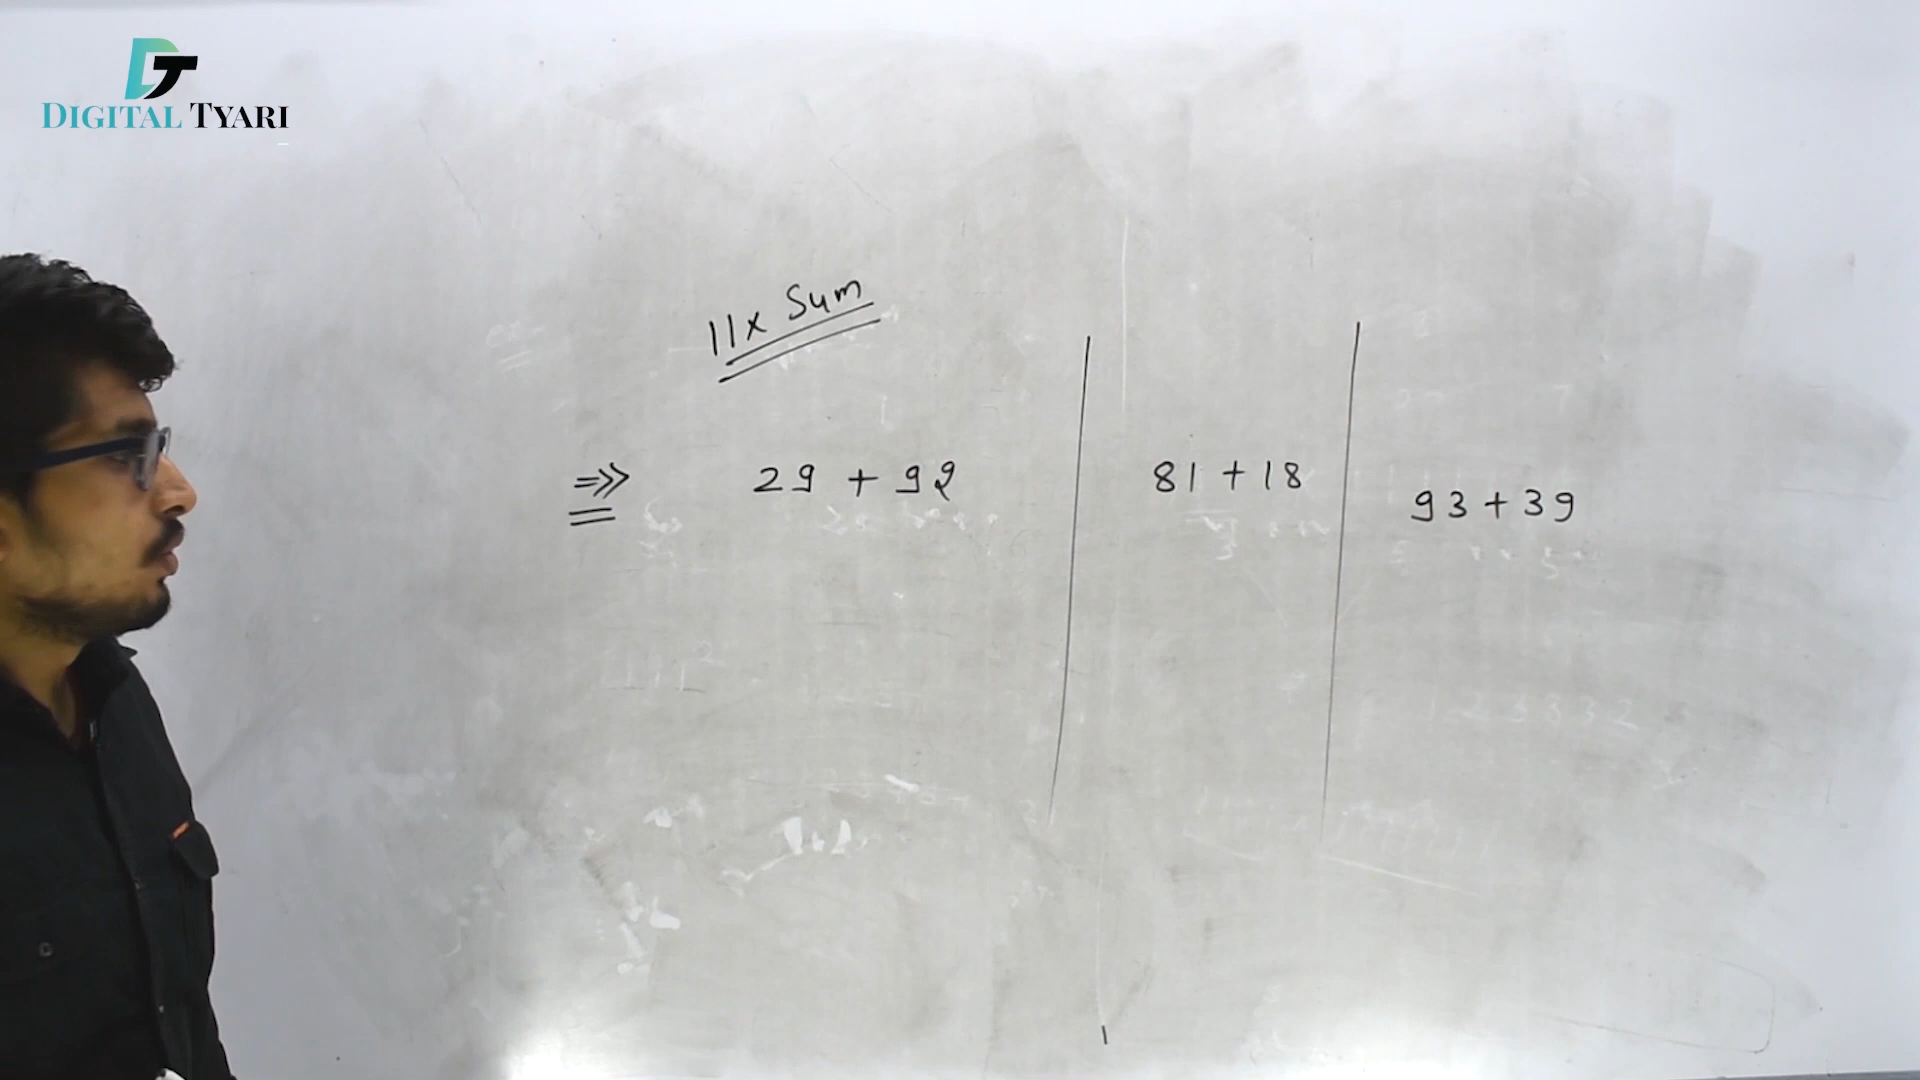 DIGITAL TYARI
11x Sum
=>> 29 + 92
81 + 18
93 + 39